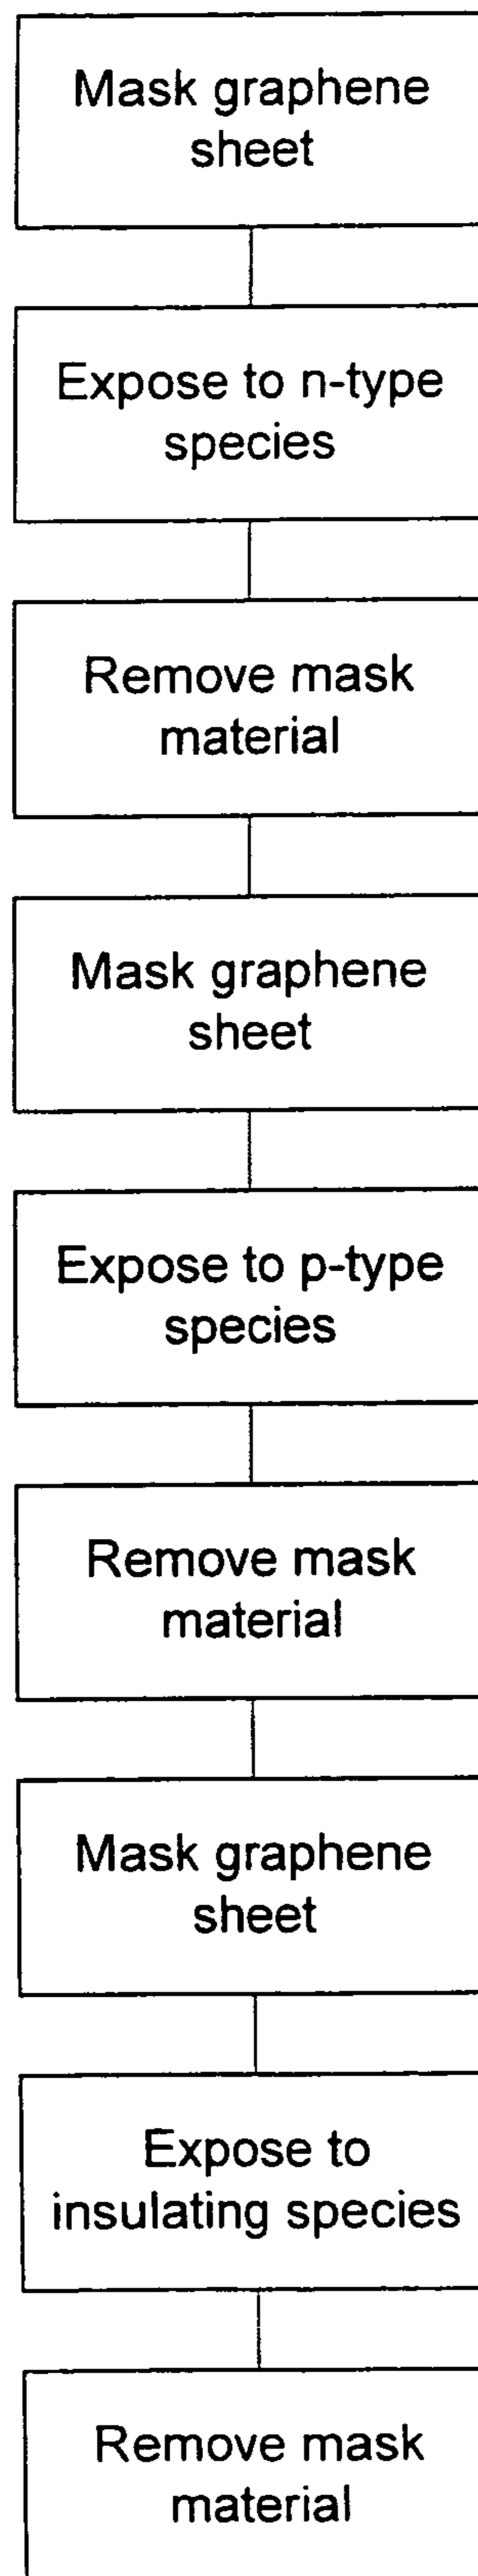 Mask graphene
sheet
Expose to n-type
species
Remove mask
material
Mask graphene
sheet
Expose to p-type
species
Remove mask
material
Mask graphene
sheet
Expose to
insulating species
Remove mask
material